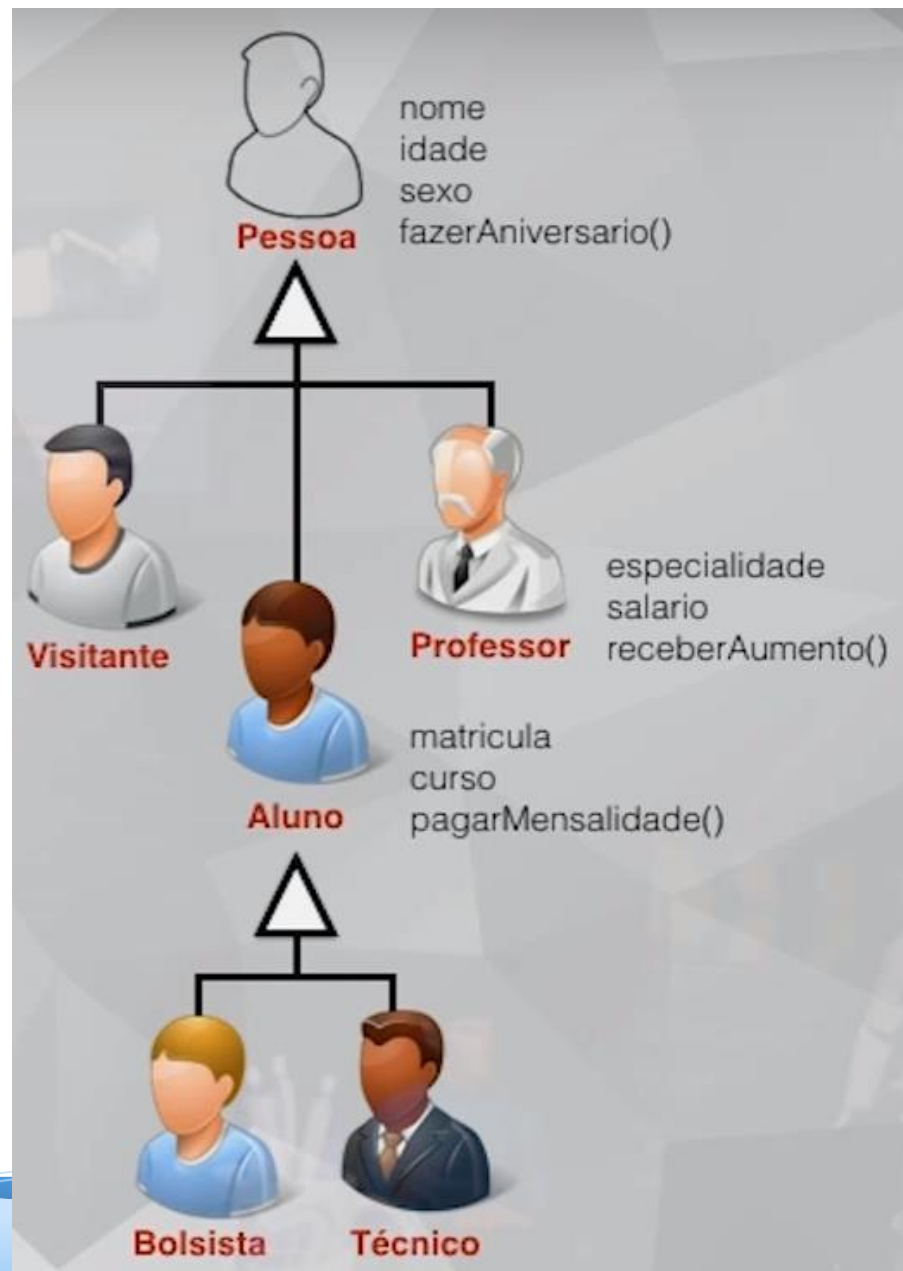 nome
idade
sexo
fazerAniversario()
Pessoa
Visitante
Professor
especialidade
salario
receberAumento()
Aluno
matricula
curso
pagarMensalidade()
Bolsista
Técnico